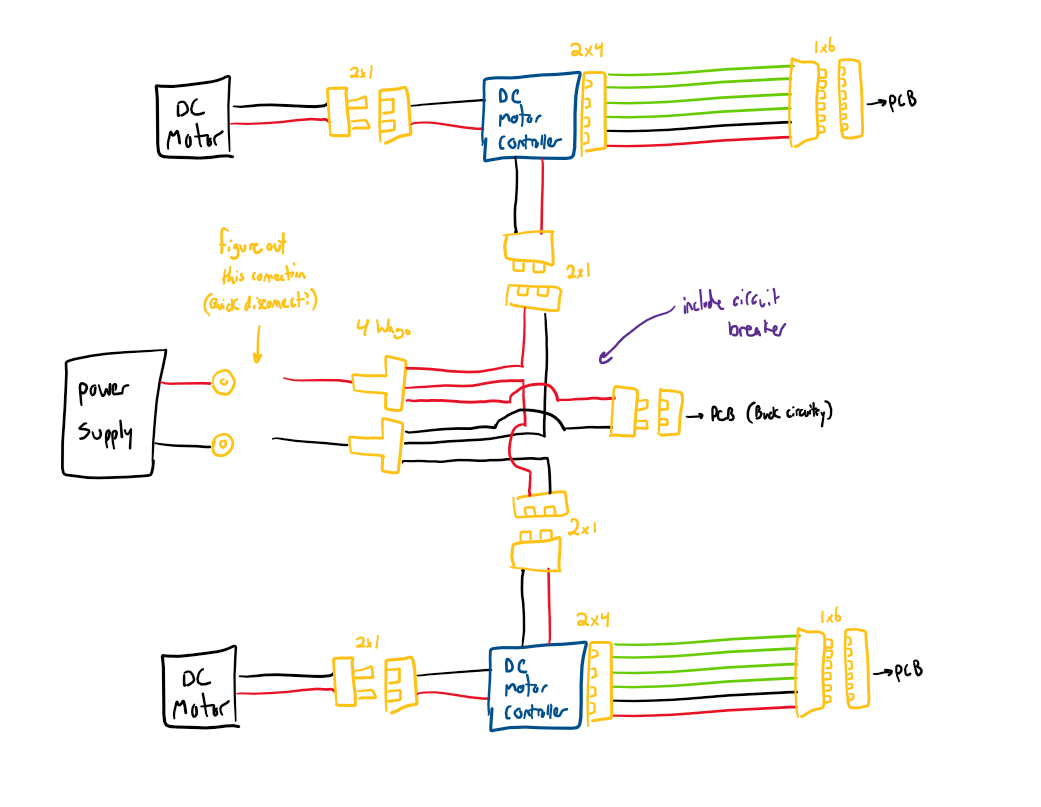 2x4
1x6
2x1
DC
Motor
DC
motor
controller
→PCB
figure out
this connection
(Quick disconnect?)
2x1
include circuit
breaker
4 Wago
power
Supply
→ PCB (Buck circuitry)
2x1
2x4
1x6
2x1
DC
Motor
DC
motor
controller
→PCB